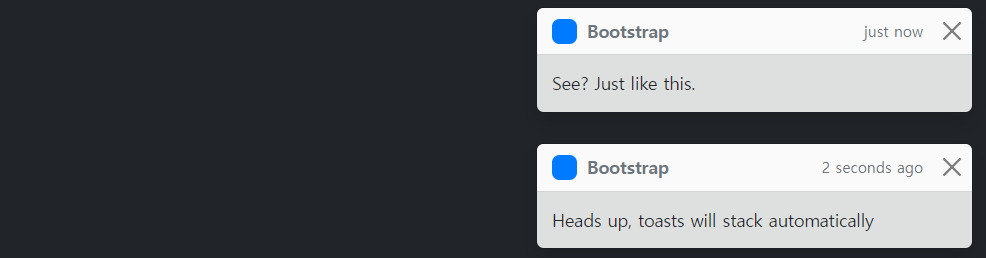 Bootstrap just now
See? Just like this.
Bootstrap 2 seconds ago
Heads up, toasts will stack automatically